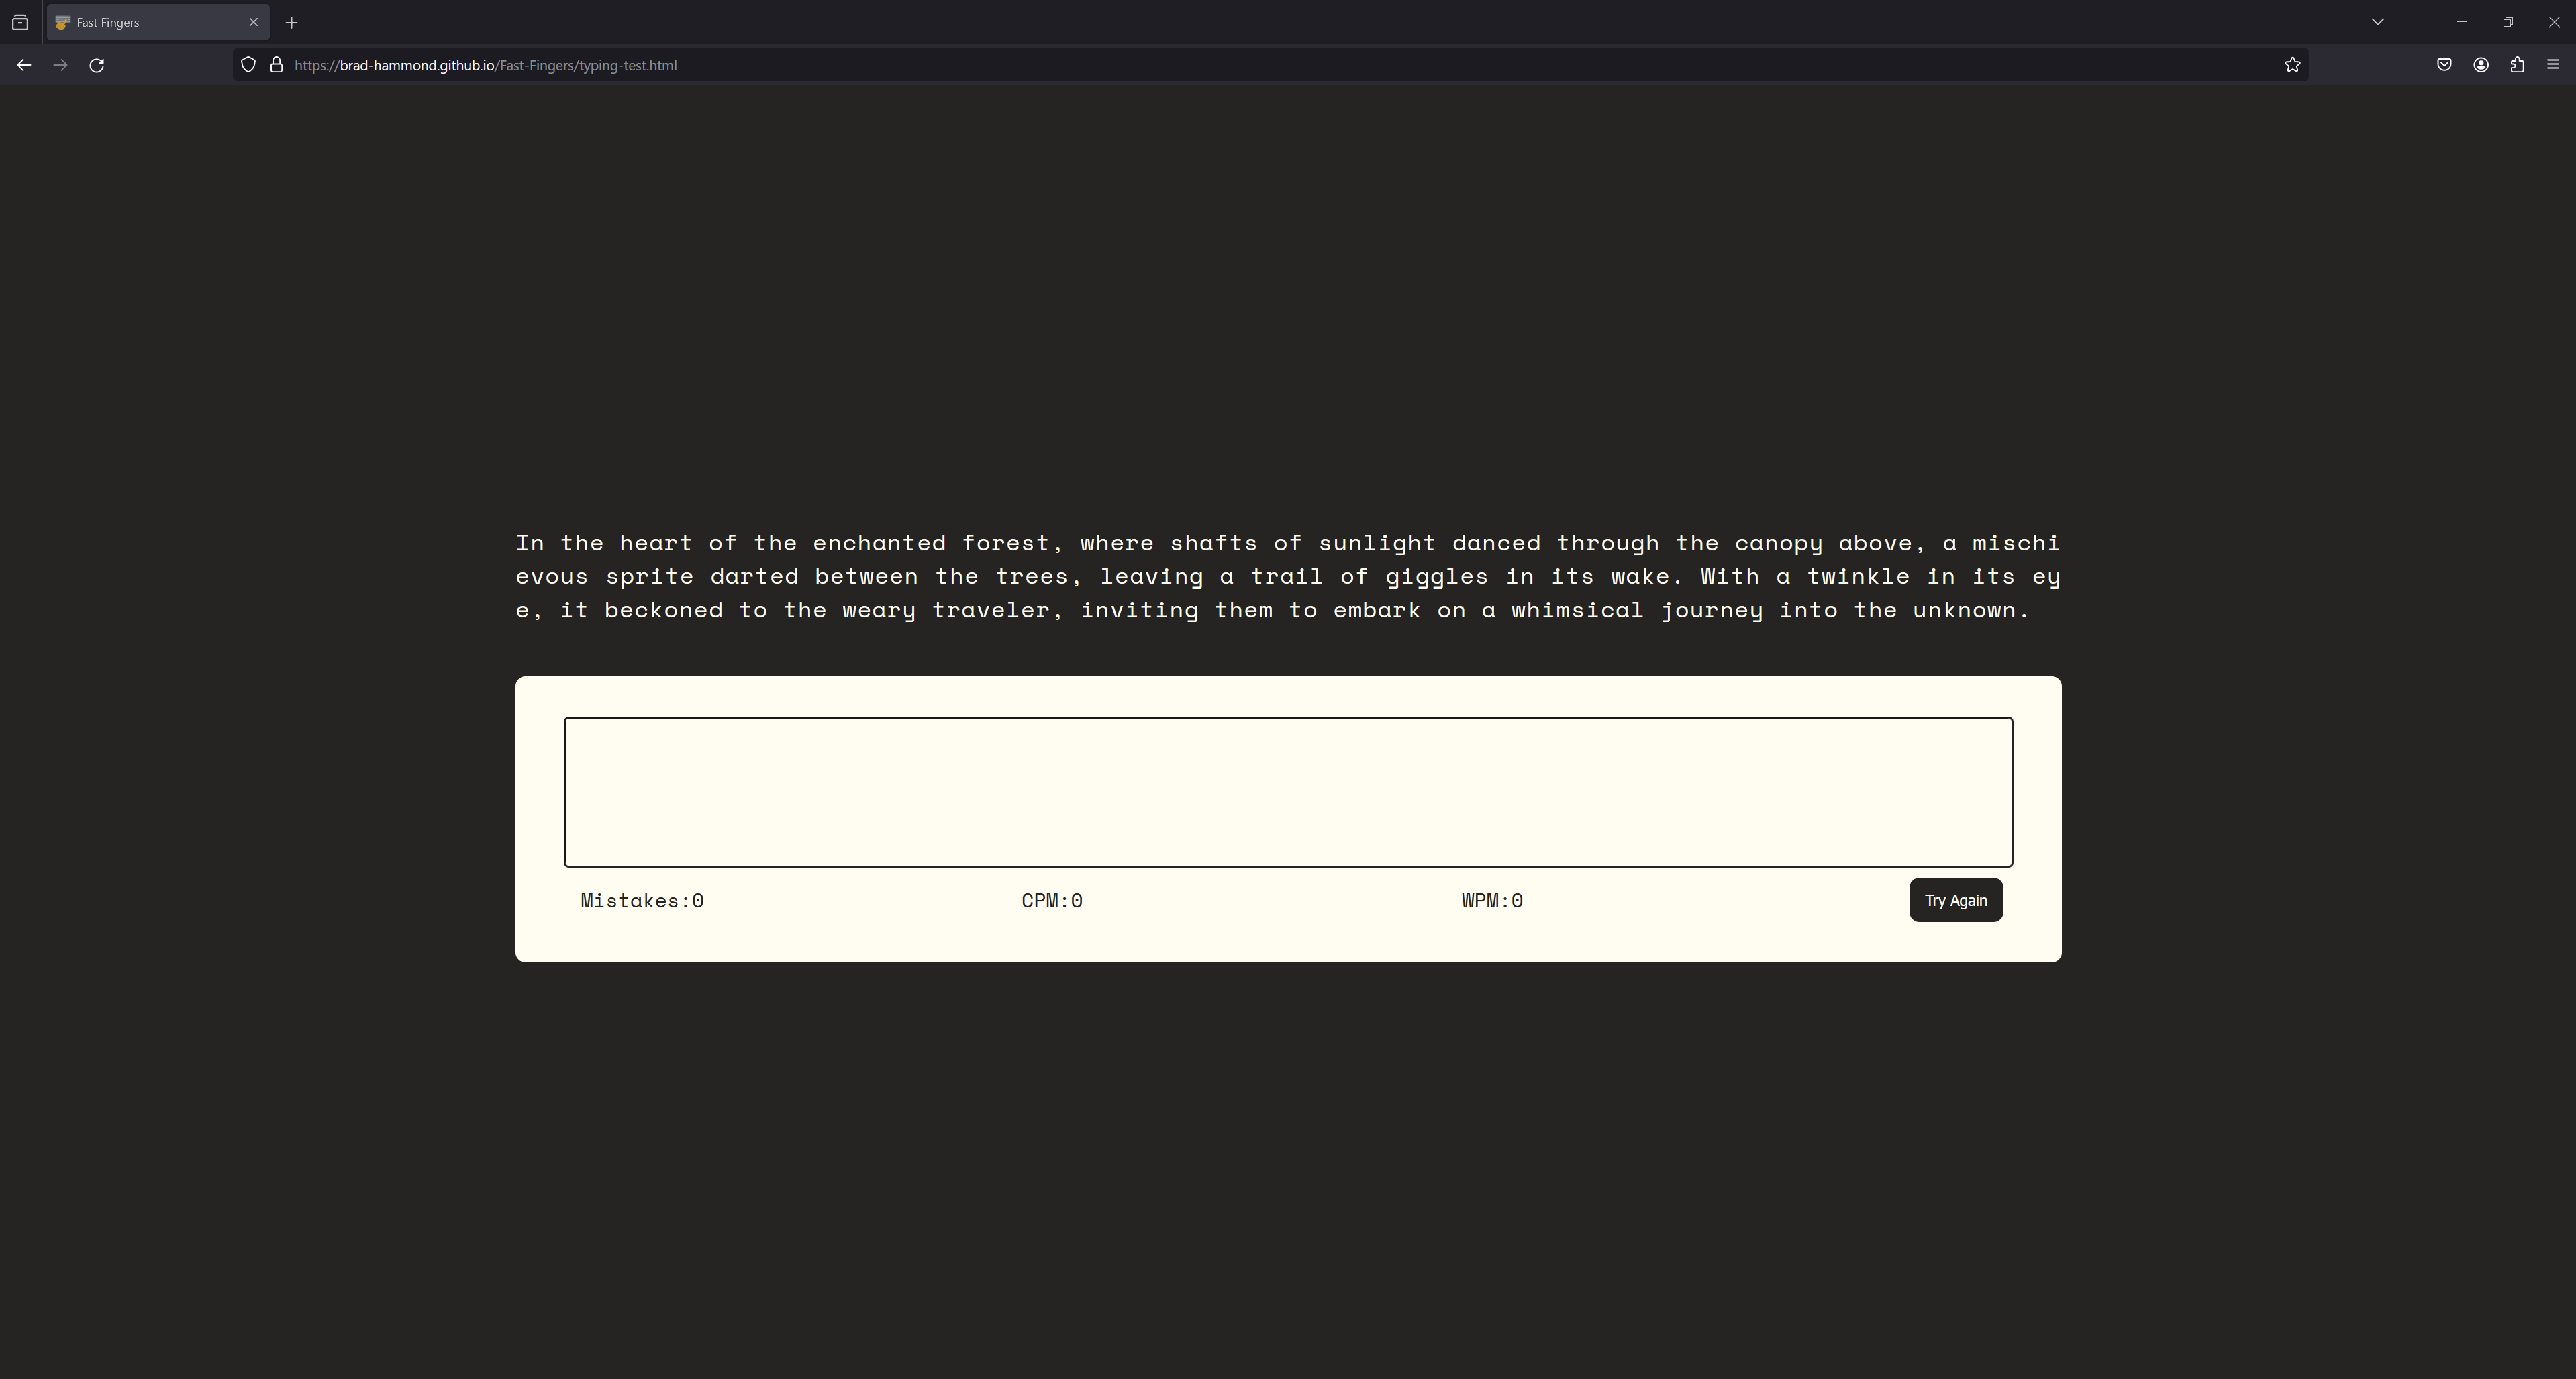 Fast Fingers
https://brad-hammond.github.io/Fast-Fingers/typing-test.html
In the heart of the enchanted forest, where shafts of sunlight danced through the canopy above, a mischi
evous sprite darted between the trees, leaving a trail of giggles in its wake. With a twinkle in its ey
e, it beckoned to the weary traveler, inviting them to embark on a whimsical journey into the unknown.
Mistakes:0 CPM:0 WPM:0 Try Again